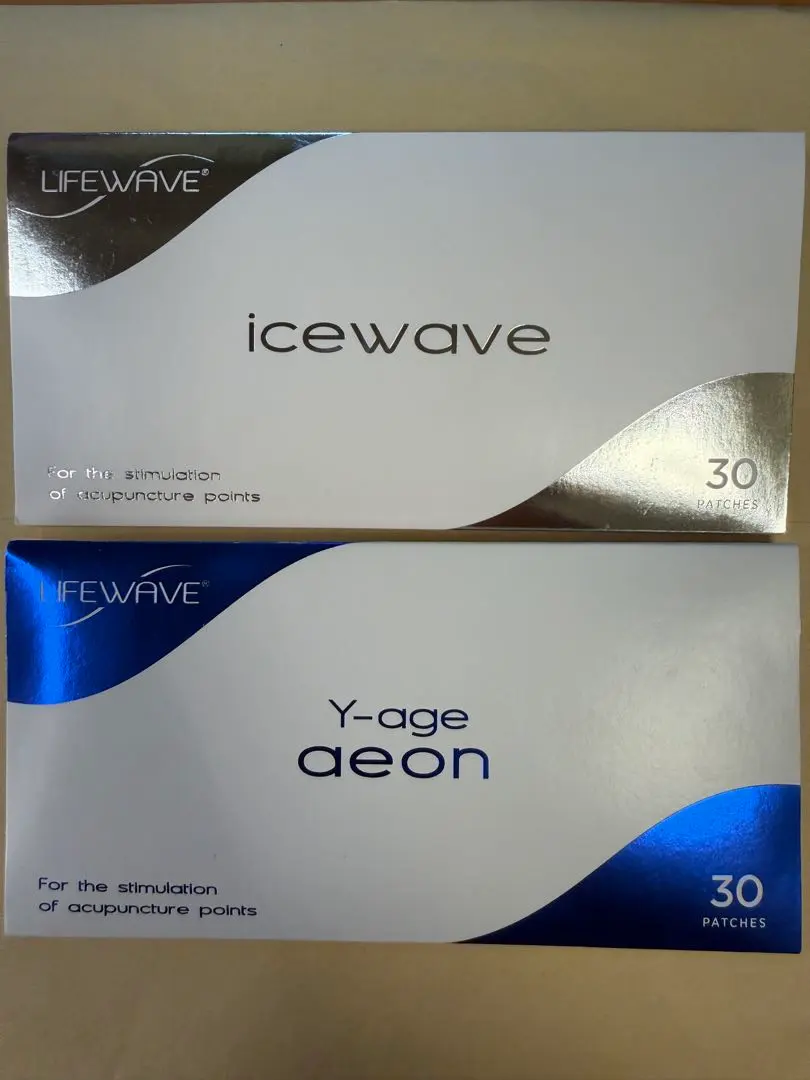 LIFEWAVE®
icewave
For the stimulation
of acupuncture points
30
PATCHES
LIFEWAVE®
Y-age
aeon
For the stimulation
of acupuncture points
30
PATCHES